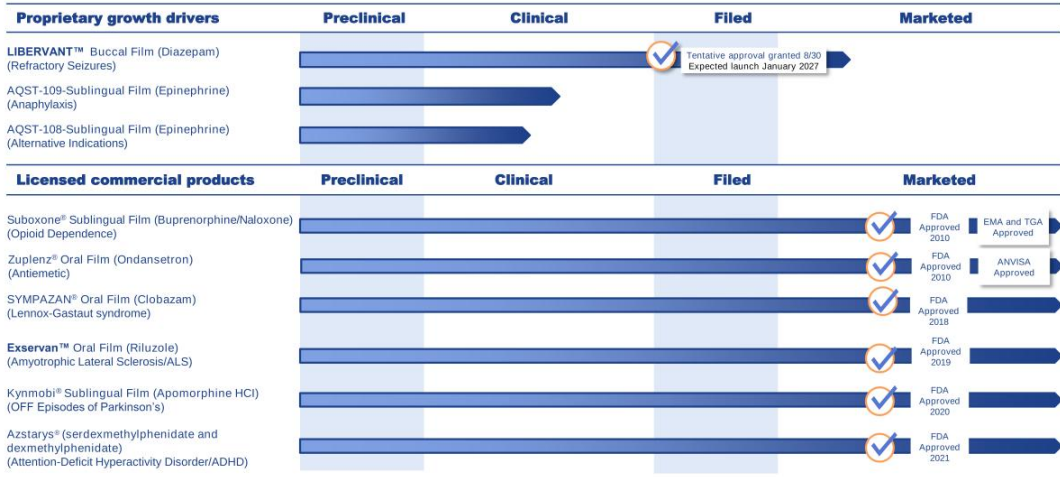 Proprietary growth drivers Preclinical Clinical Filed Marketed
LIBERVANT™ Buccal Film (Diazepam)
(Refractory Seizures)
Tentative approval granted 8/30
Expected launch January 2027
AQST-109-Sublingual Film (Epinephrine)
(Anaphylaxis)
AQST-108-Sublingual Film (Epinephrine)
(Alternative Indications)
Licensed commercial products Preclinical Clinical Filed Marketed
Suboxone® Sublingual Film (Buprenorphine/Naloxone)
(Opioid Dependence)
FDA
Approved
2010
EMA and TGA
Approved
Zuplenz® Oral Film (Ondansetron)
(Antiemetic)
FDA
Approved
2010
ANVISA
Approved
SYMPAZAN® Oral Film (Clobazam)
(Lennox-Gastaut syndrome)
FDA
Approved
2018
Exservan™ Oral Film (Riluzole)
(Amyotrophic Lateral Sclerosis/ALS)
FDA
Approved
2019
Kynmobi® Sublingual Film (Apomorphine HCI)
(OFF Episodes of Parkinson's)
FDA
Approved
2020
Azstarys® (serdexmethylphenidate and
dexmethylphenidate)
(Attention-Deficit Hyperactivity Disorder/ADHD)
FDA
Approved
2021